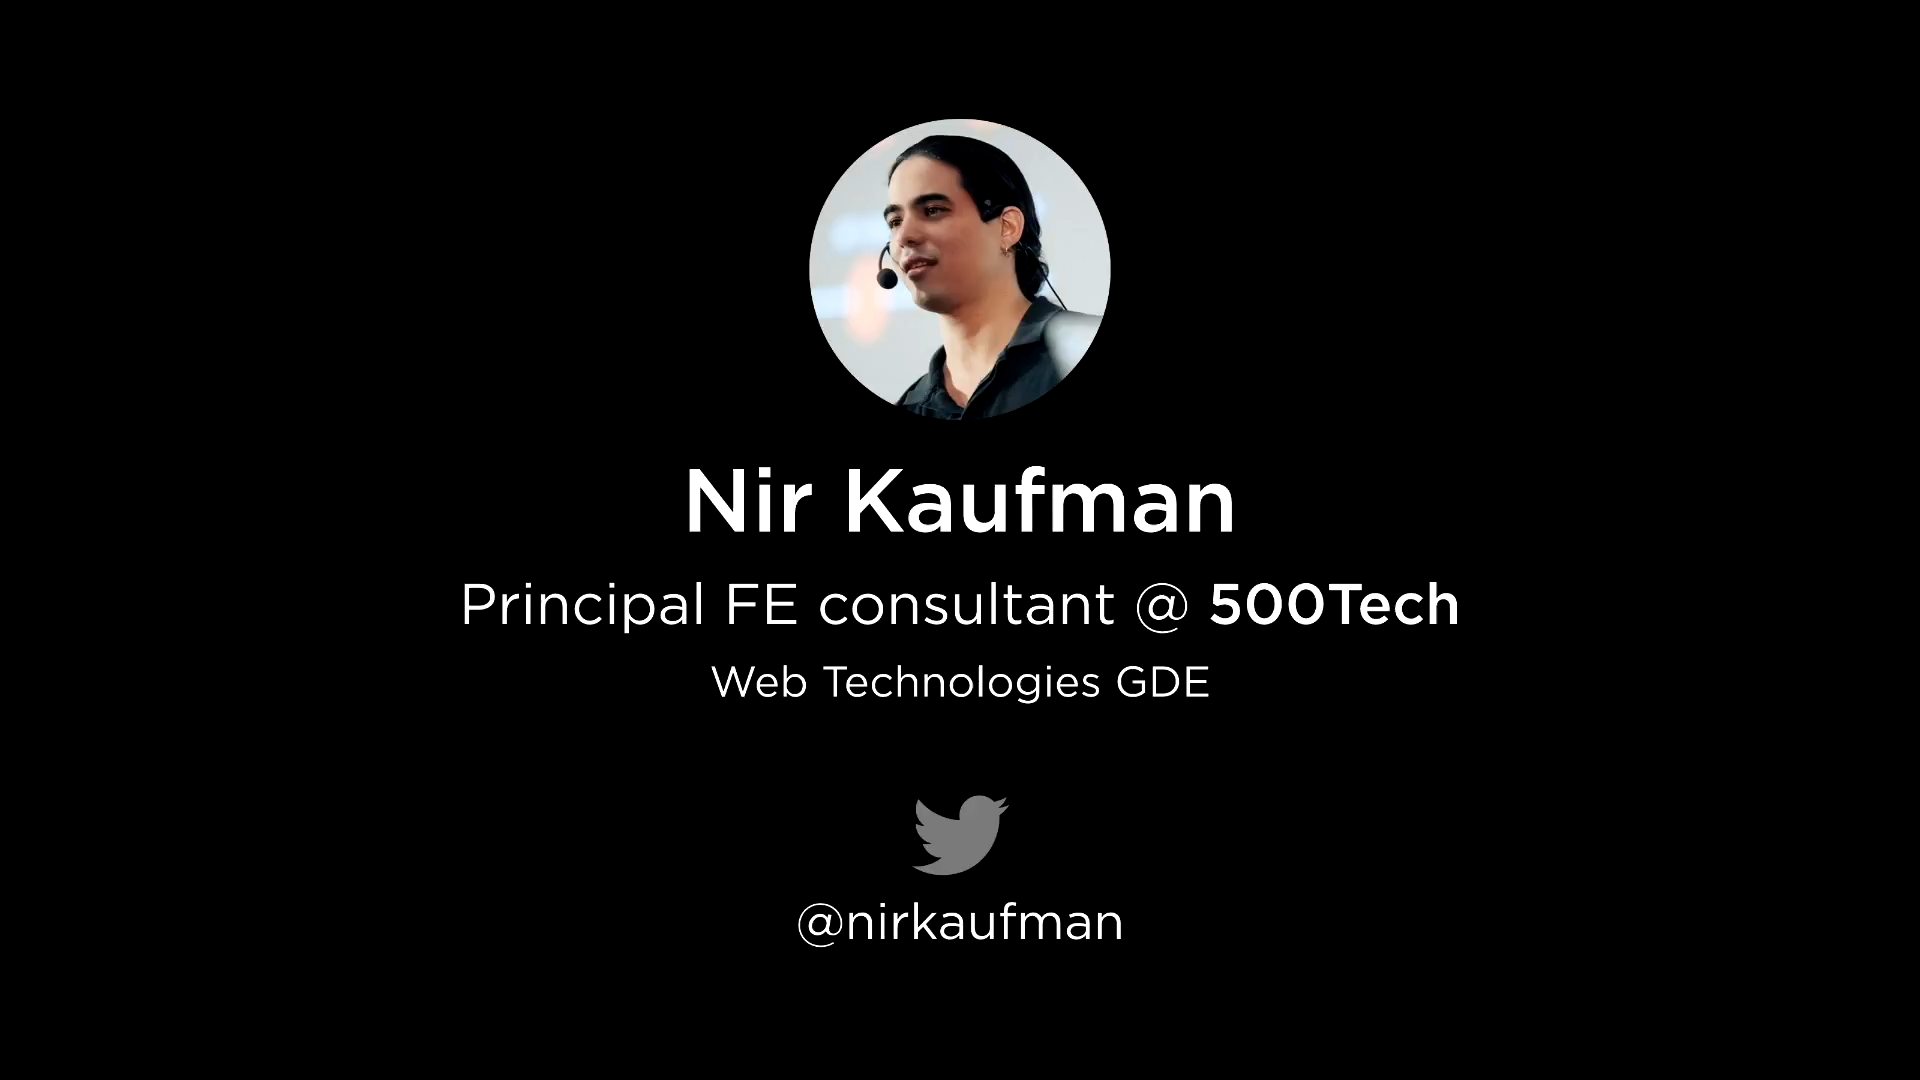 Nir Kaufman
Principal FE consultant @ 500Tech
Web Technologies GDE
@nirkaufman